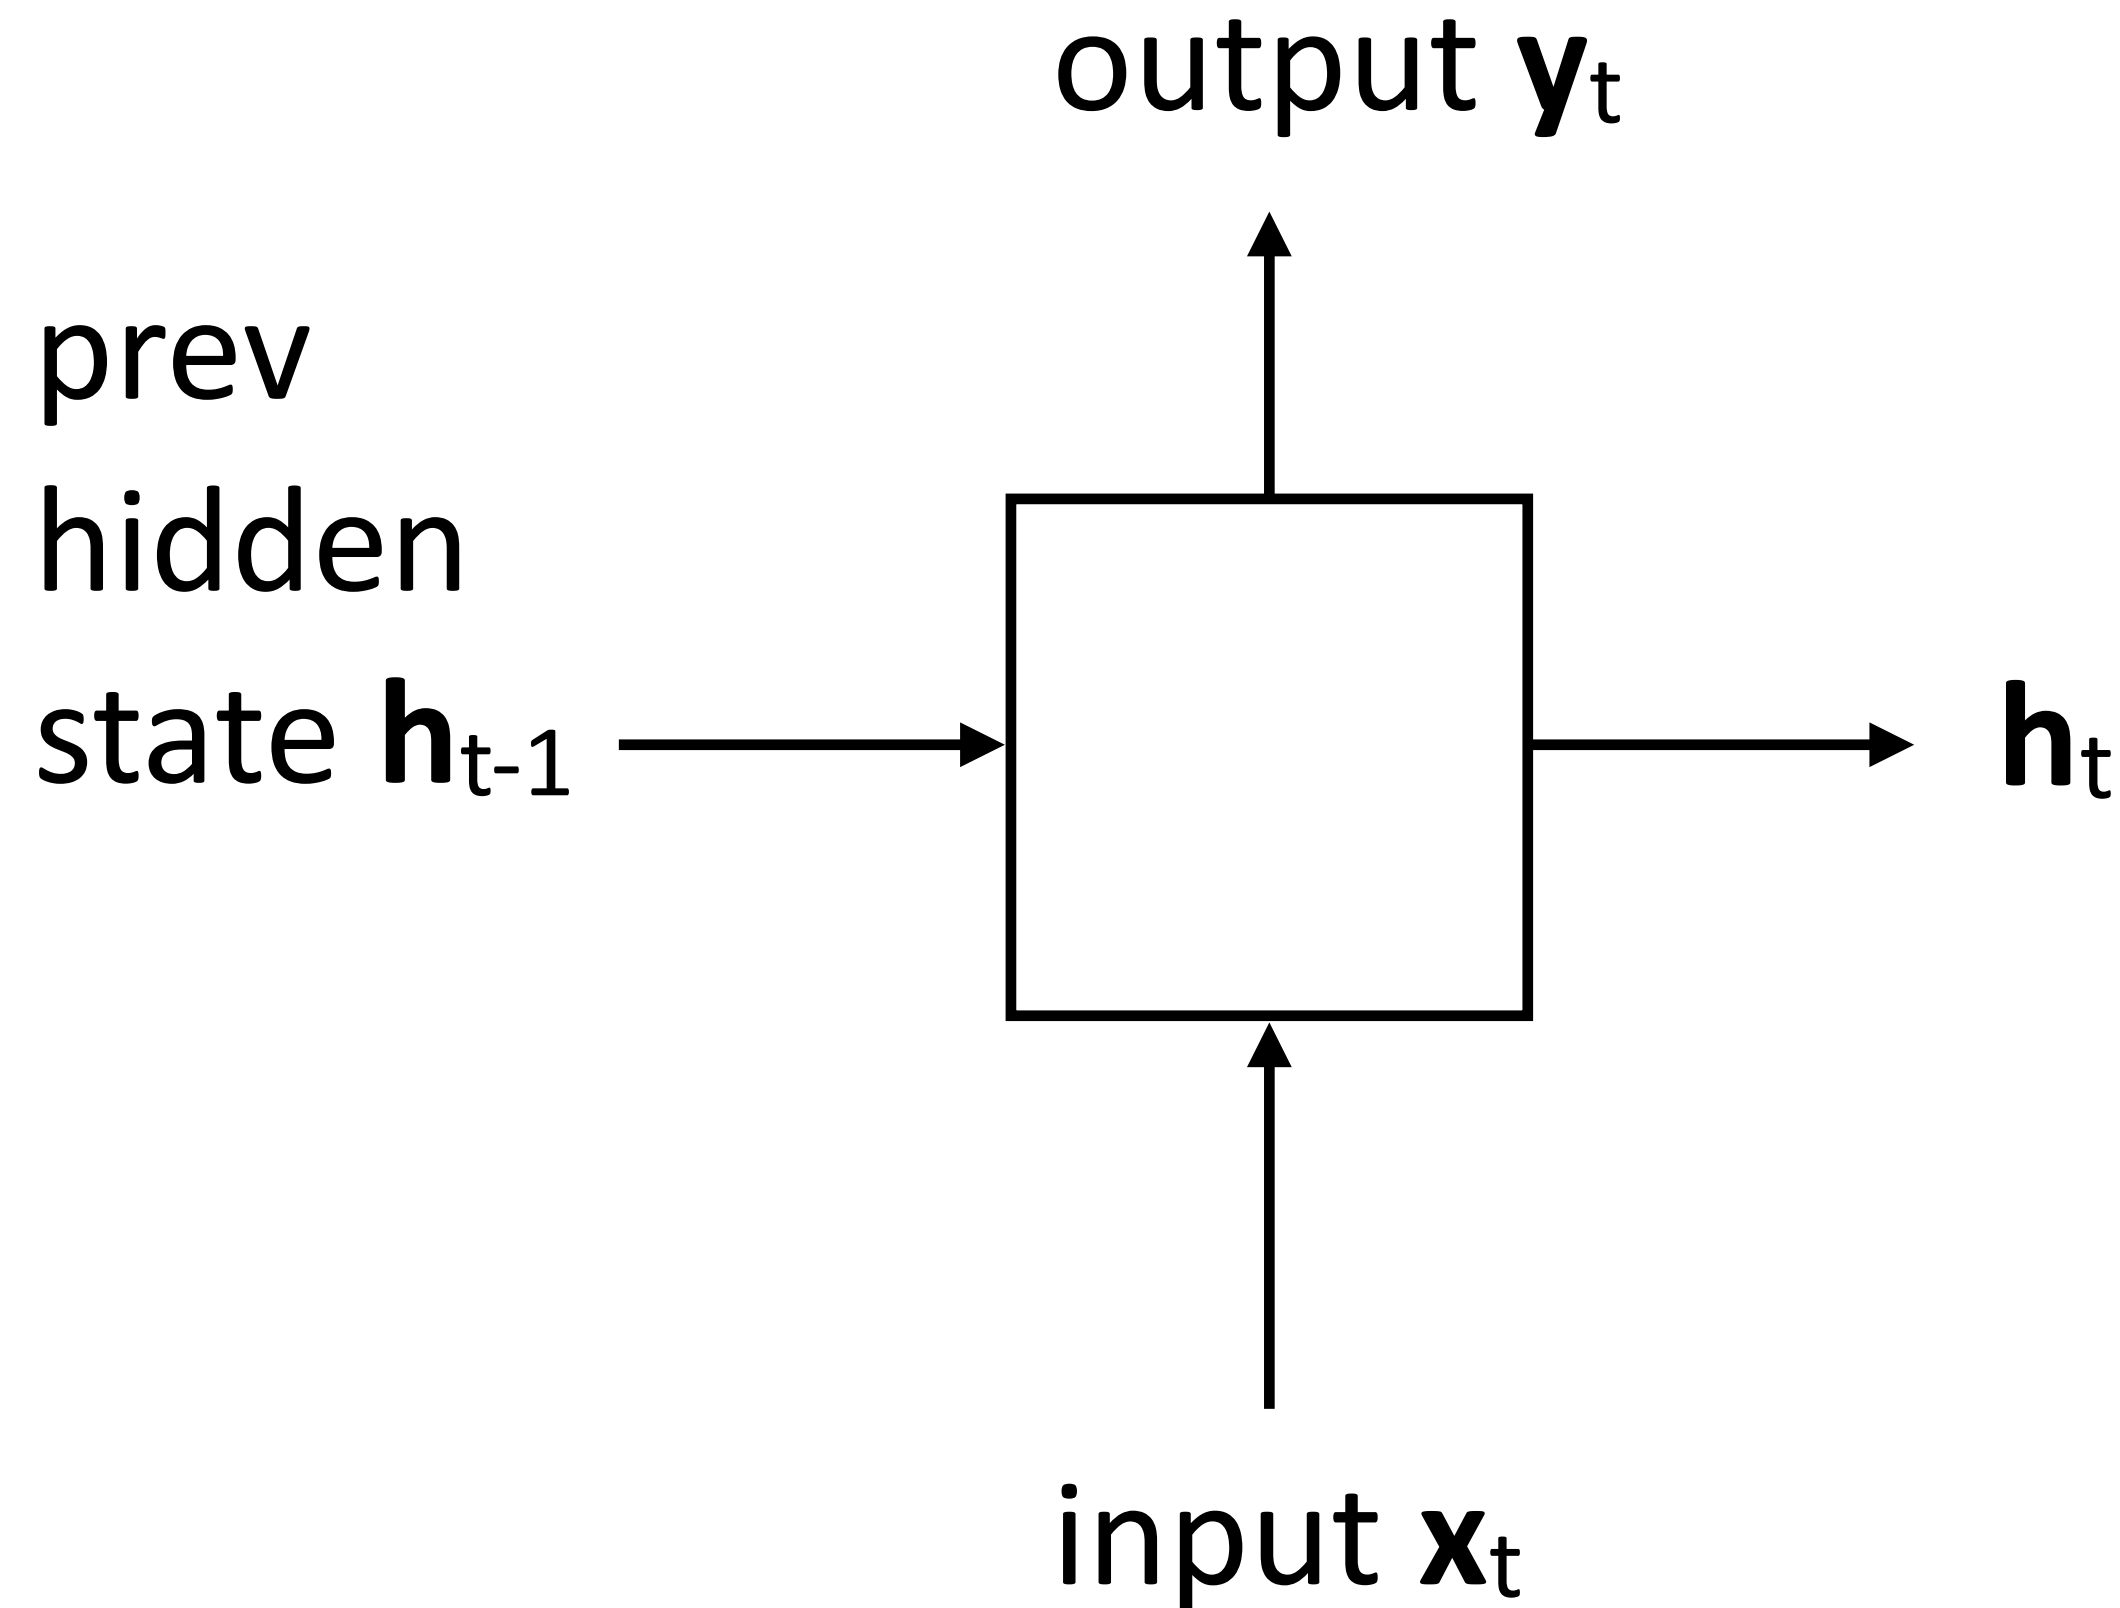 output yt
prev
hidden
state ht-1
ht
input xt